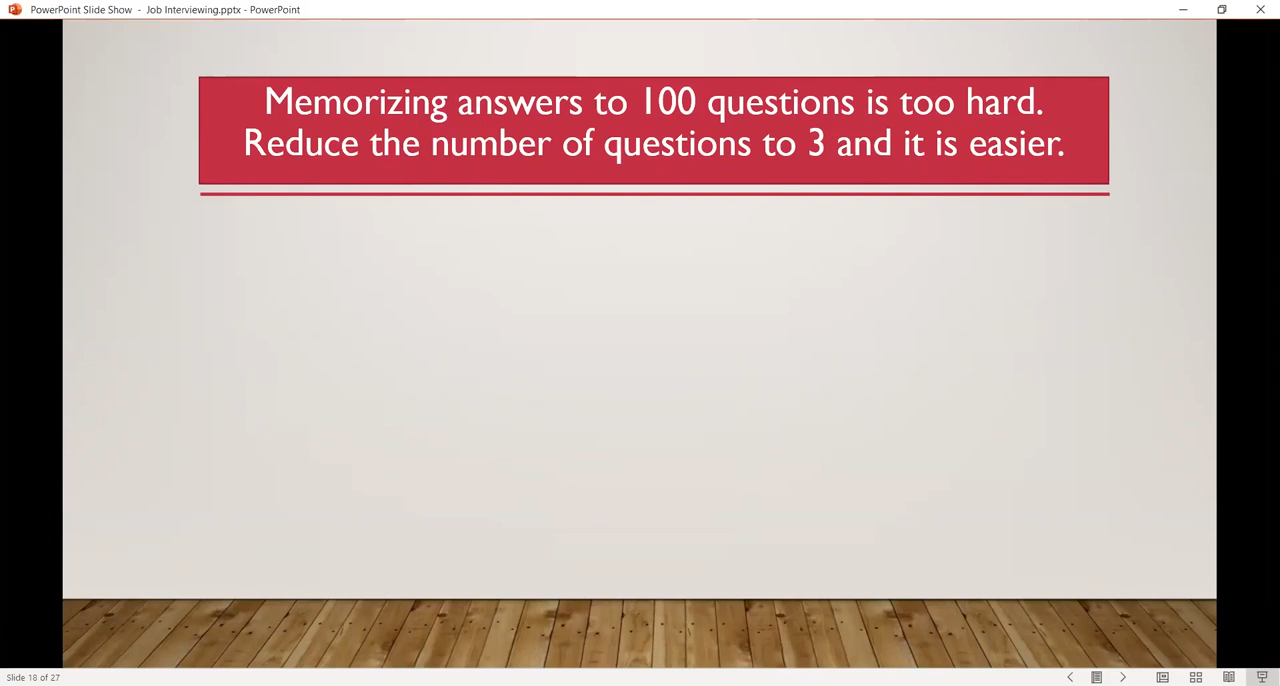 PowerPoint Slide Show - Job Interviewing.pptx - PowerPoint
Memorizing answers to 100 questions is too hard.
Reduce the number of questions to 3 and it is easier.
Slide 18 of 27